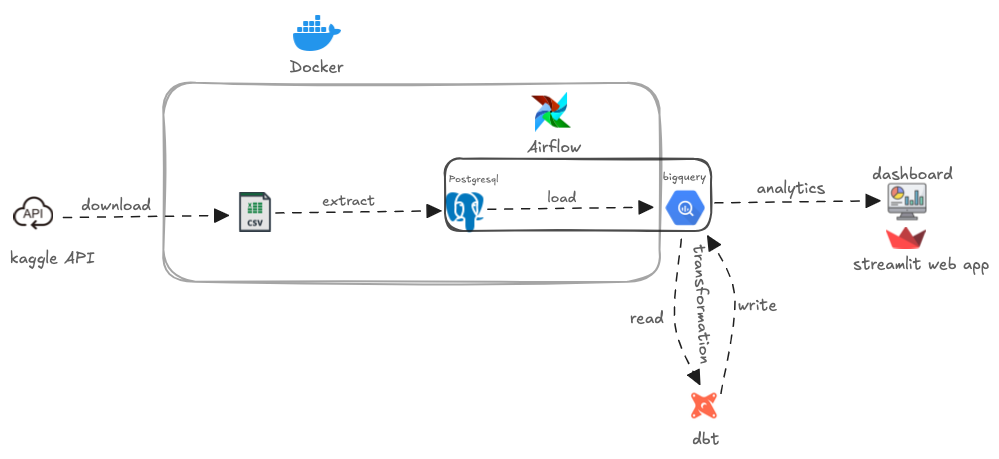 Docker
Airflow
kaggle API
API
download
CSV
extract
Postgresql
load
bigquery
analytics
dashboard
streamlit web app
read
transformation
write
dbt